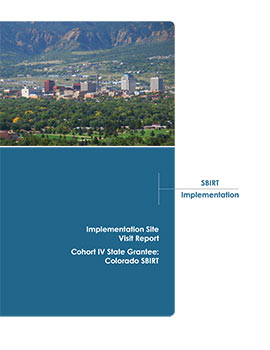 SBIRT
Implementation
Implementation Site
Visit Report
Cohort IV State Grantee:
Colorado SBIRT